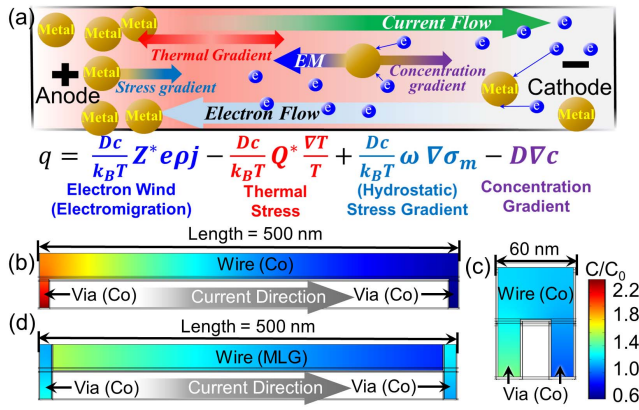 (a)
Metal Metal Metal Metal
Current Flow
e e e e e e e e e e e
Thermal Gradient
EM
Metal
Concentration
gradient
+
Metal
Stress gradient
Anode
Cathode
Metal
Metal Metal
Electron Flow
Metal
q = Dc/k_BT Z*eρj − Dc/k_BT Q* ∇T/T + Dc/k_BT ω ∇σ_m − D∇c
Electron Wind
(Electromigration)
Thermal
Stress
(Hydrostatic)
Stress Gradient
Concentration
Gradient
Length = 500 nm
(b)
Wire (Co)
Via (Co) Current Direction Via (Co)
(d)
Length = 500 nm
Wire (MLG)
Via (Co) Current Direction Via (Co)
60 nm
(c)
Wire (Co)
Via (Co)
C/C₀
2.2
1.8
1.4
1.0
0.6